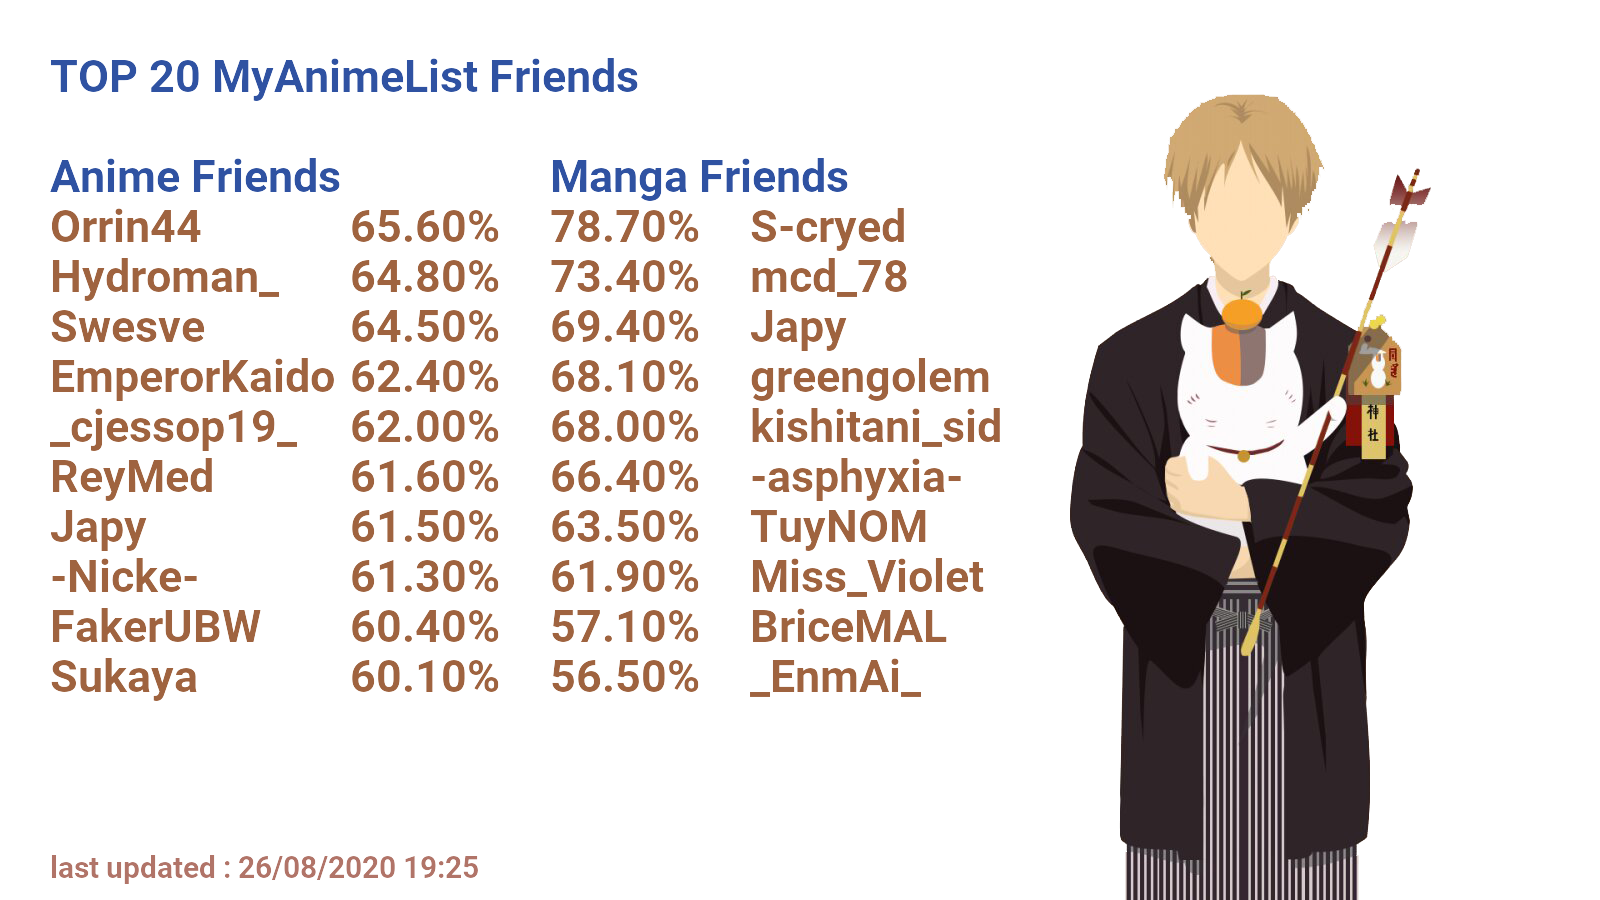 TOP 20 MyAnimeList Friends
Anime Friends Manga Friends
Orrin44 65.60% 78.70% S-cryed
Hydroman_ 64.80% 73.40% mcd_78
Swesve 64.50% 69.40% Japy
EmperorKaido 62.40% 68.10% greengolem
_cjessop19_ 62.00% 68.00% kishitani_sid
ReyMed 61.60% 66.40% -asphyxia-
Japy 61.50% 63.50% TuyNOM
-Nicke- 61.30% 61.90% Miss_Violet
FakerUBW 60.40% 57.10% BriceMAL
Sukaya 60.10% 56.50% _EnmAi_
神社
last updated : 26/08/2020 19:25